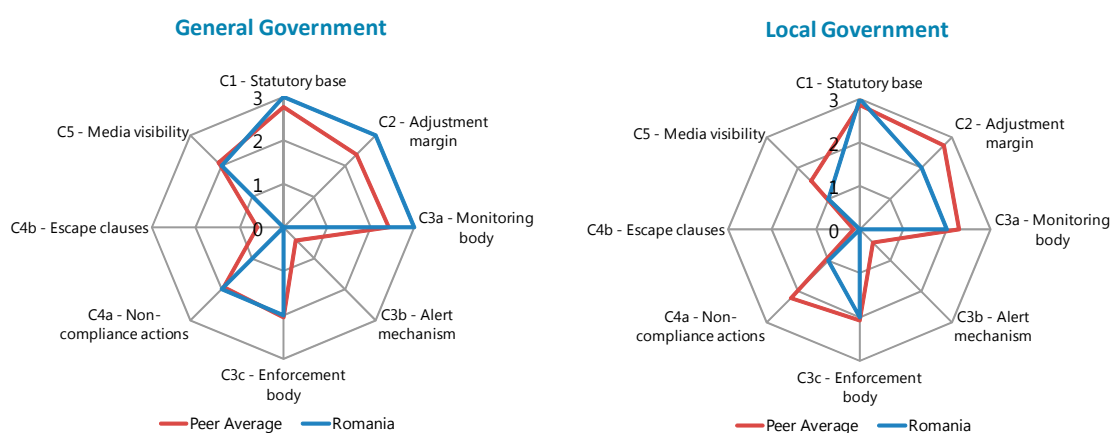 General Government
C1 - Statutory base
3
C5 - Media visibility
C2 - Adjustment
margin
2
1
C4b - Escape clauses
0
C3a - Monitoring
body
C4a - Non-
compliance actions
C3b - Alert
mechanism
C3c - Enforcement
body
Peer Average
Romania
Local Government
C1 - Statutory base
3
C5 - Media visibility
C2 - Adjustment
margin
2
1
C4b - Escape clauses
0
C3a - Monitoring
body
C4a - Non-
compliance actions
C3b - Alert
mechanism
C3c - Enforcement
body
Peer Average
Romania